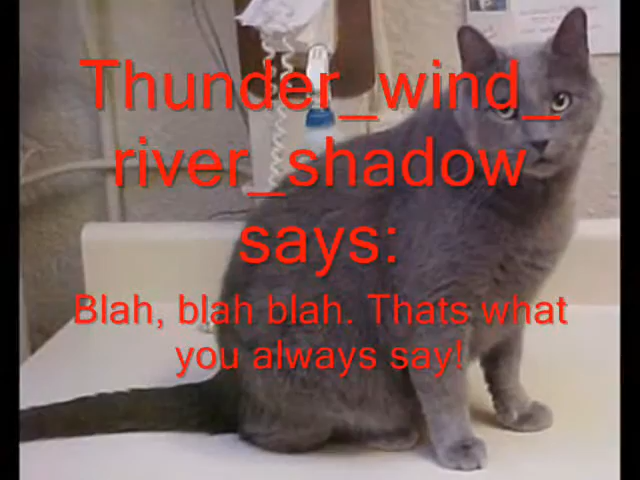 Thunder_wind_
river_shadow
says:
Blah, blah blah. Thats what
you always say!